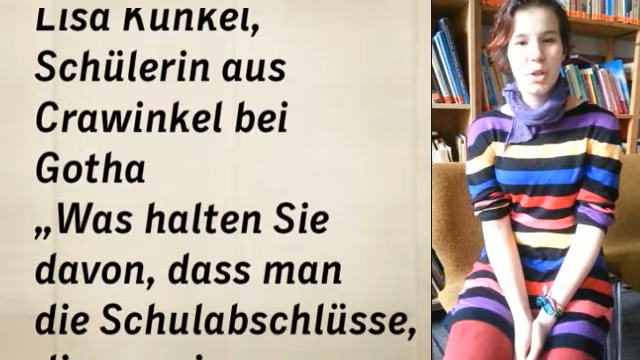 Lisa Kunkel,
Schülerin aus
Crawinkel bei
Gotha
„Was halten Sie
davon, dass man
die Schulabschlüsse,